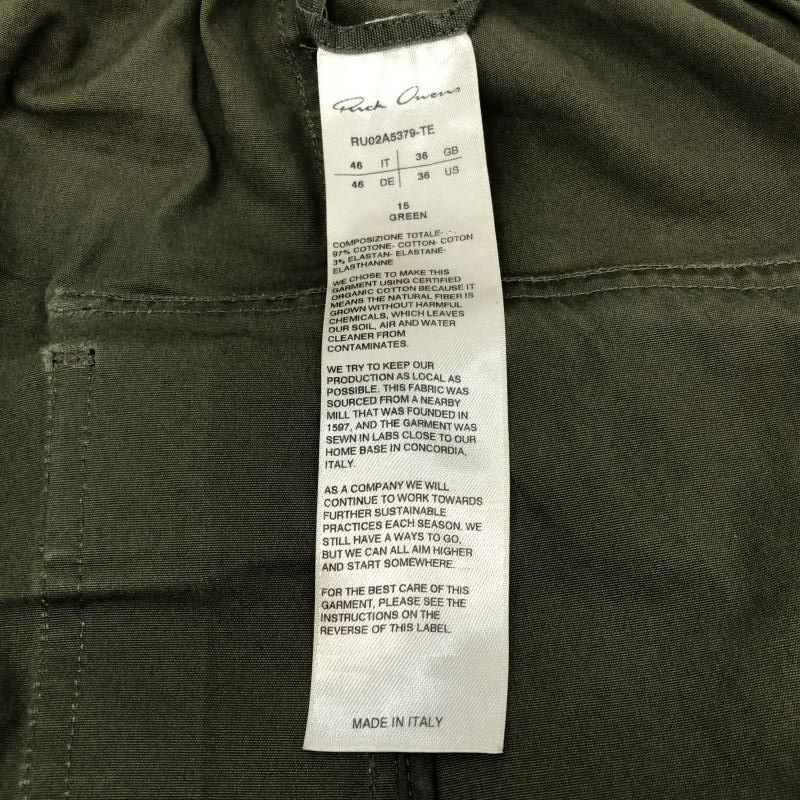 Rick Owens
RU02A5379-TE
46 IT 36 GB
46 DE 36 US
15
GREEN
COMPOSIZIONE TOTALE- -
97% COTONE- COTTON- COTON
3% ELASTAN- ELASTANE-
ELASTHANNE
WE CHOSE TO MAKE THIS
GARMENT USING CERTIFIED
ORGANIC COTTON BECAUSE IT
MEANS THE NATURAL FIBER IS
GROWN WITHOUT HARMFUL
CHEMICALS, WHICH LEAVES
OUR SOIL, AIR AND WATER
CLEANER FROM
CONTAMINATES.
WE TRY TO KEEP OUR
PRODUCTION AS LOCAL AS
POSSIBLE. THIS FABRIC WAS
SOURCED FROM A NEARBY
MILL THAT WAS FOUNDED IN
1597, AND THE GARMENT WAS
SEWN IN LABS CLOSE TO OUR
HOME BASE IN CONCORDIA,
ITALY.
AS A COMPANY WE WILL
CONTINUE TO WORK TOWARDS
FURTHER SUSTAINABLE
PRACTICES EACH SEASON. WE
STILL HAVE A WAYS TO GO,
BUT WE CAN ALL AIM HIGHER
AND START SOMEWHERE.
FOR THE BEST CARE OF THIS
GARMENT, PLEASE SEE THE
INSTRUCTIONS ON THE
REVERSE OF THIS LABEL.
MADE IN ITALY